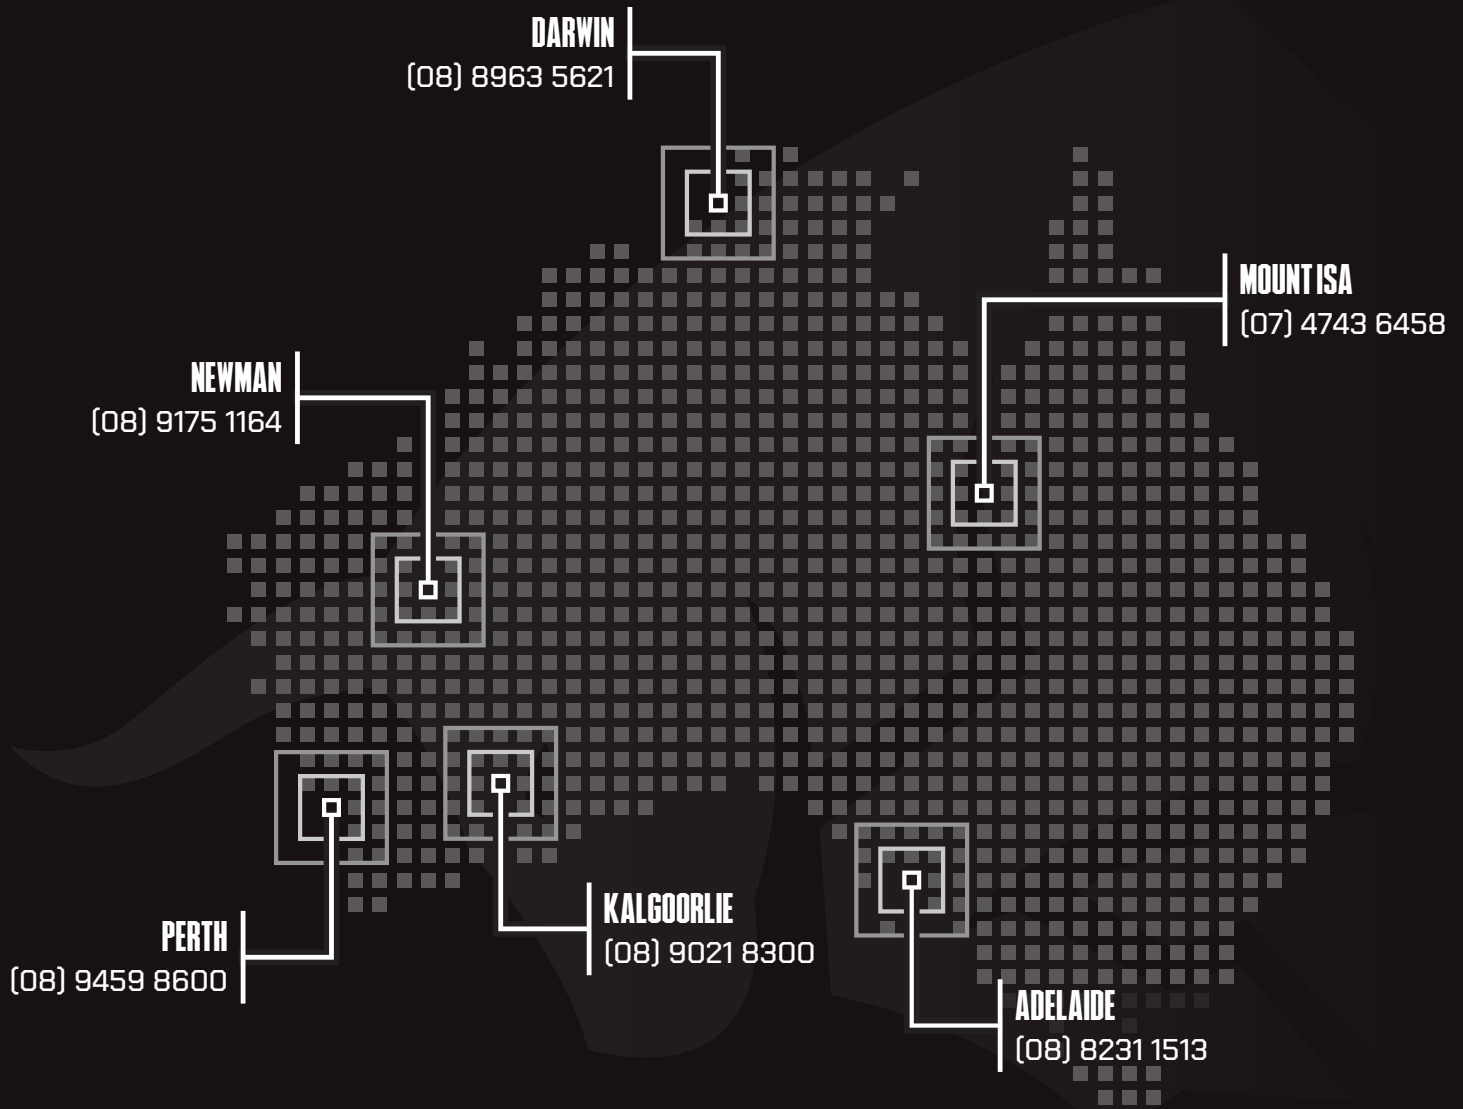 DARWIN
(08) 8963 5621
MOUNT ISA
(07) 4743 6458
NEWMAN
(08) 9175 1164
KALGOORLIE
(08) 9021 8300
PERTH
(08) 9459 8600
ADELAIDE
(08) 8231 1513